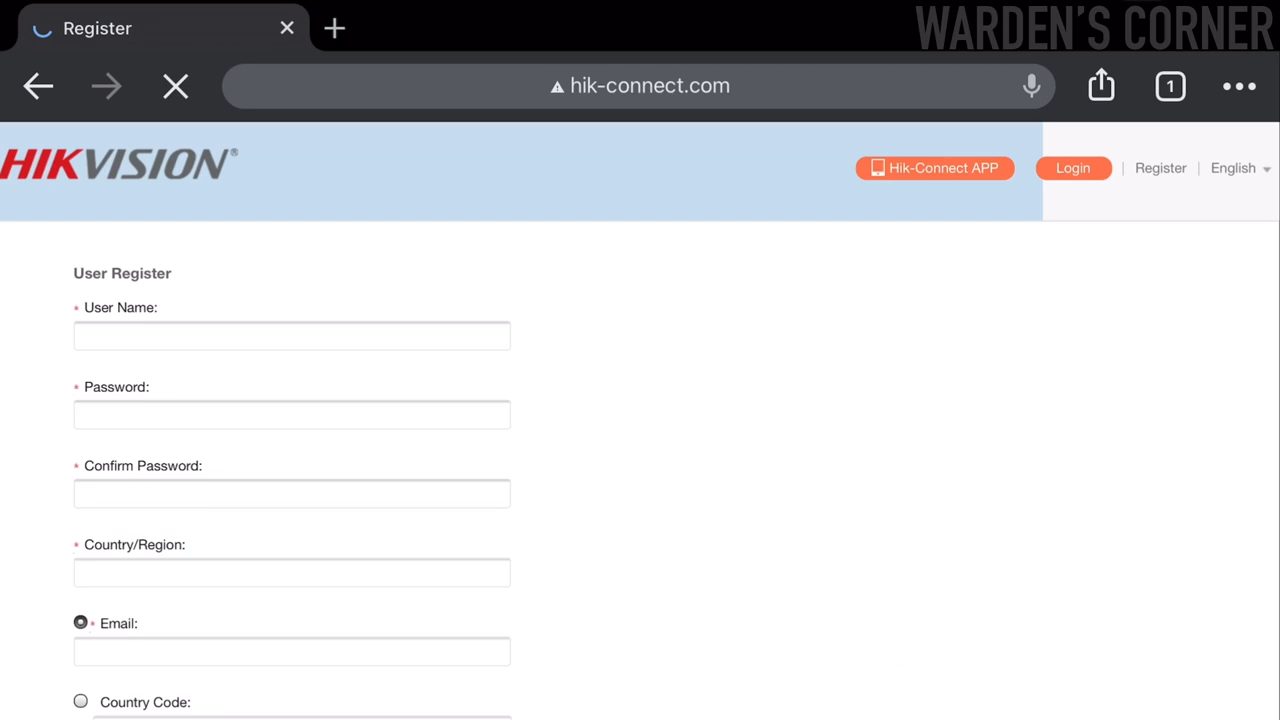 Register
WARDEN'S CORNER
hik-connect.com
1
HIKVISION®
Hik-Connect APP
Login | Register | English
User Register
* User Name:
* Password:
* Confirm Password:
* Country/Region:
* Email:
Country Code: